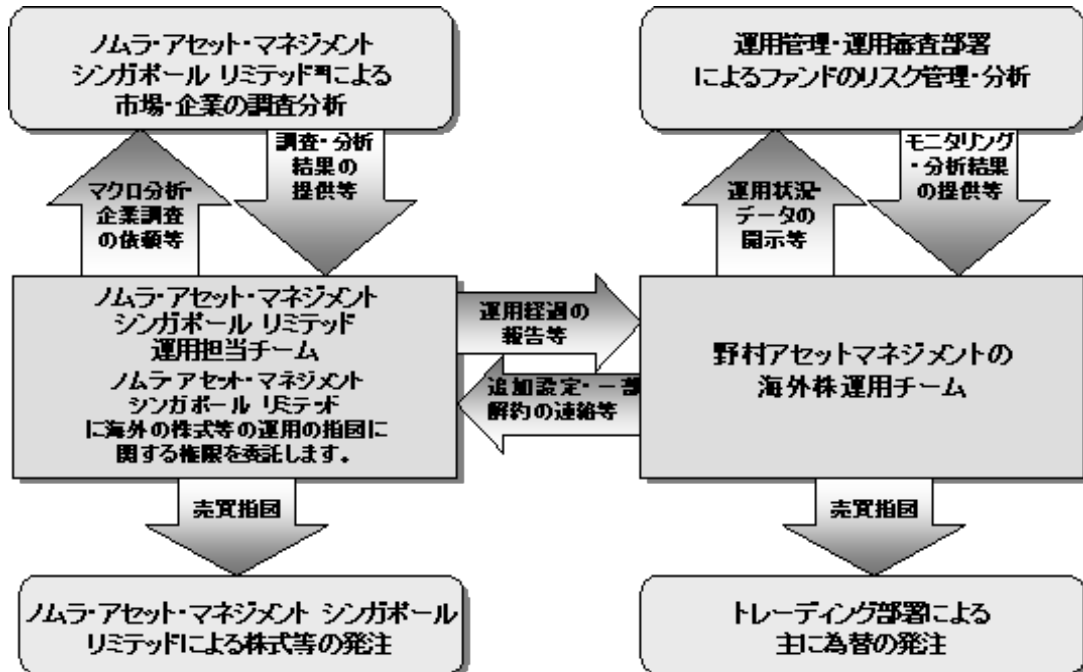 ノムラ・アセット・マネジメント
シンガポール リミテッド
による
市場・企業の調査分析
運用管理・運用審査部署
によるファンドのリスク管理・分析
マクロ分析・
企業調査
の依頼等
調査・分析
結果の
提供等
運用状況・
データの
開示等
モニタリング
・分析結果
の提供等
ノムラ・アセット・マネジメント
シンガポール リミテッド
運用担当チーム
ノムラ・アセット・マネジメント
シンガポール リミテッド
に海外の株式等の運用の指図に
関する権限を委託します。
運用経過の
報告等
追加設定・一部
解約の連絡等
野村アセットマネジメントの
海外株運用チーム
売買指図
売買指図
ノムラ・アセット・マネジメント シンガポール
リミテッドによる株式等の発注
トレーディング部署による
主に為替の発注